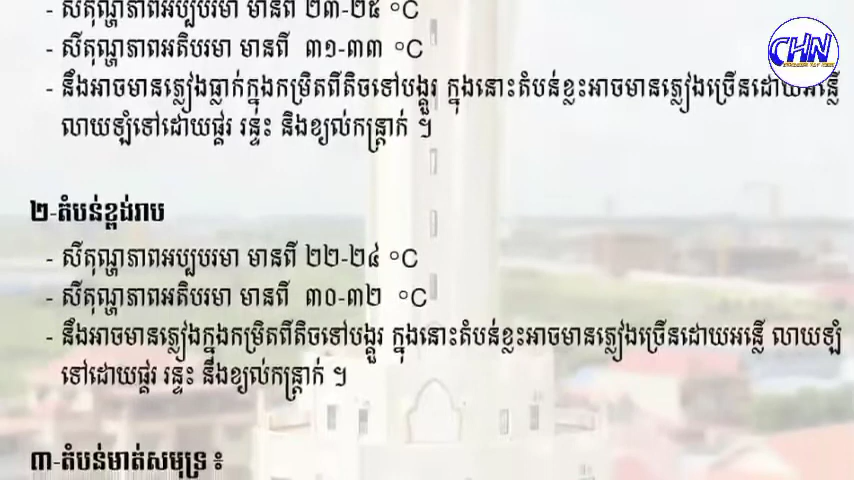 - សីតុណ្ហភាពអប្បបរមា មានពី ២៣-២៥ °C
- សីតុណ្ហភាពអតិបរមា មានពី ៣១-៣៣ °C
- នឹងអាចមានភ្លៀងធ្លាក់ក្នុងកម្រិតពីតិចទៅបង្គួរ ក្នុងនោះតំបន់ខ្លះអាចមានភ្លៀងច្រើនដោយអន្លើ
លាយឡំទៅដោយផ្គរ រន្ទះ និងខ្យល់កន្ត្រាក់ ។
២-តំបន់ខ្ពង់រាប
- សីតុណ្ហភាពអប្បបរមា មានពី ២២-២៤ °C
- សីតុណ្ហភាពអតិបរមា មានពី ៣០-៣២ °C
- នឹងអាចមានភ្លៀងក្នុងកម្រិតពីតិចទៅបង្គួរ ក្នុងនោះតំបន់ខ្លះអាចមានភ្លៀងច្រើនដោយអន្លើ លាយឡំ
ទៅដោយផ្គរ រន្ទះ និងខ្យល់កន្ត្រាក់ ។
៣-តំបន់មាត់សមុទ្រ ៖
CHN